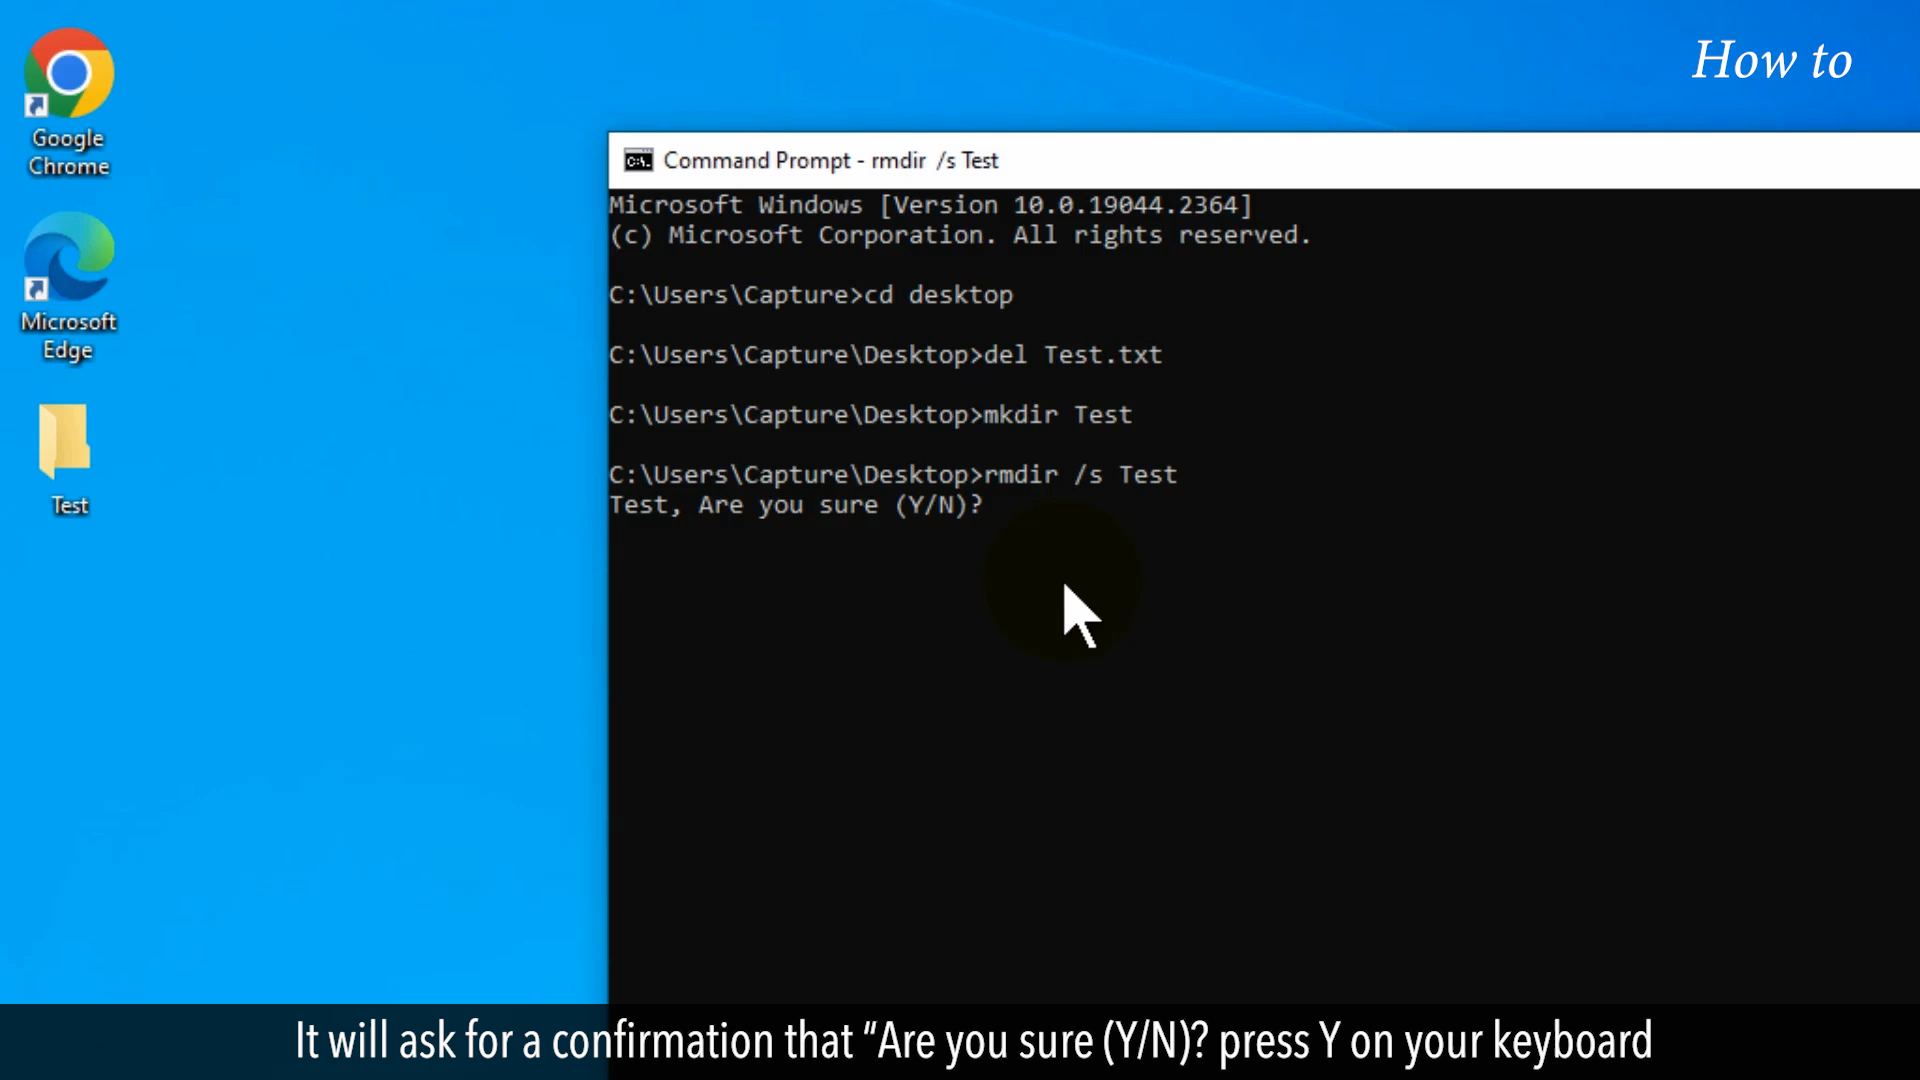 How to
Google
Chrome
Microsoft
Edge
Test
Command Prompt - rmdir  /s Test
Microsoft Windows [Version 10.0.19044.2364]
(c) Microsoft Corporation. All rights reserved.
C:\Users\Capture>cd desktop
C:\Users\Capture\Desktop>del Test.txt
C:\Users\Capture\Desktop>mkdir Test
C:\Users\Capture\Desktop>rmdir /s Test
Test, Are you sure (Y/N)?
It will ask for a confirmation that “Are you sure (Y/N)? press Y on your keyboard